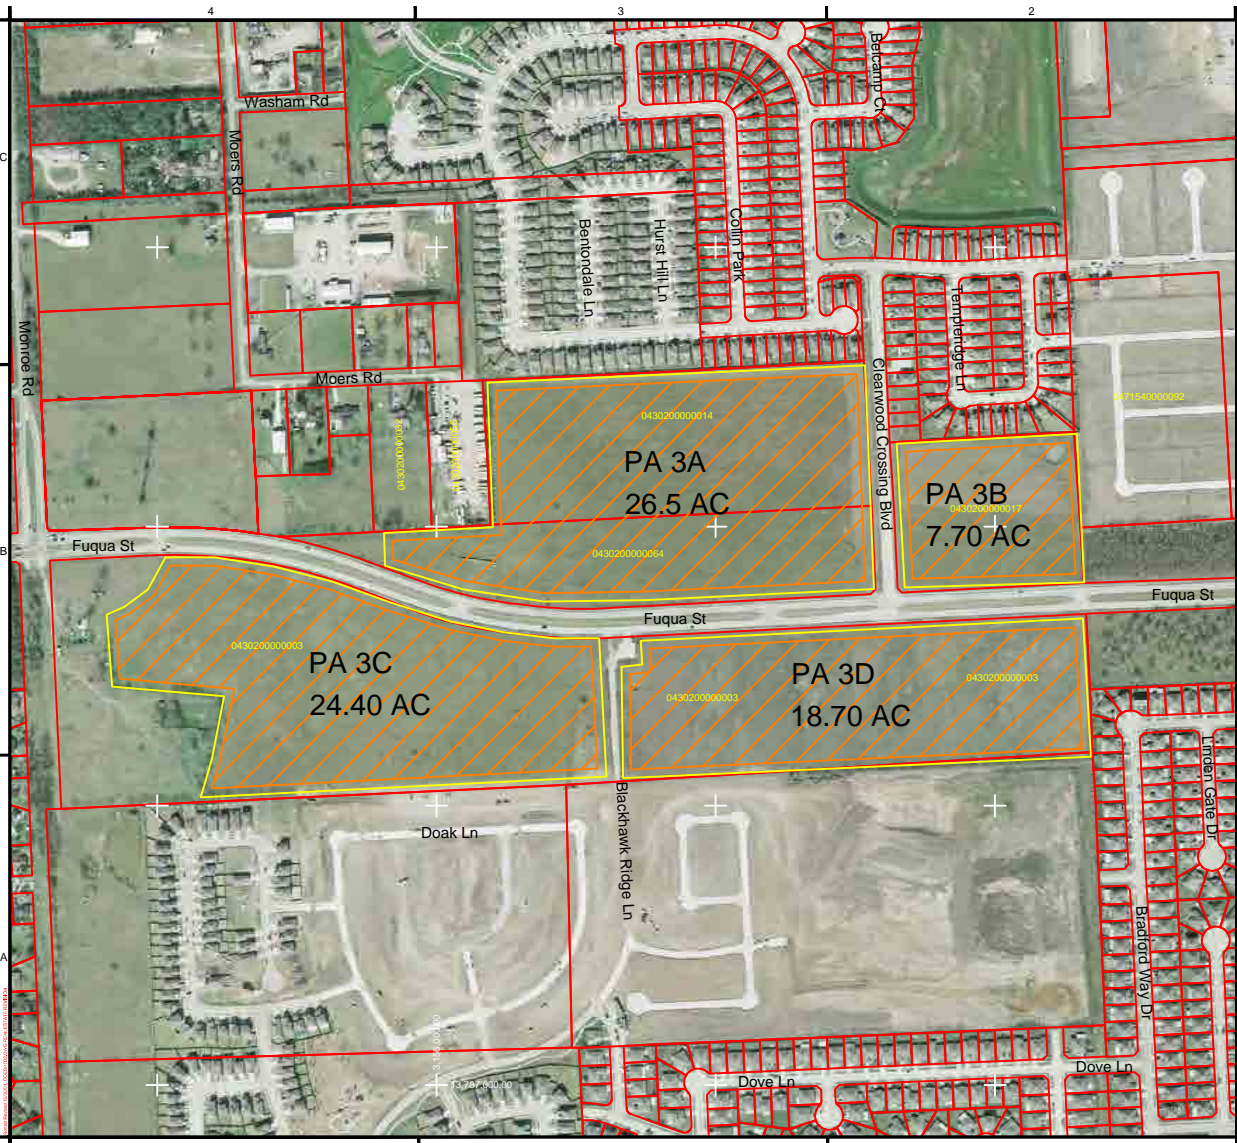 4
3
2
Belcamp Ct
Washam Rd
Moers Rd
C
Collin Park
Bentondale Ln
Hurst Hill Ln
Templeridge Ln
Monroe Rd
Moers Rd
Clearwood Crossing Blvd
0430200000014
PA 3A
26.5 AC
PA 3B
0430200000017
7.70 AC
Fuqua St
B
0430200000064
Fuqua St
Fuqua St
0430200000003
PA 3C
24.40 AC
PA 3D
18.70 AC
0430200000003
0430200000003
Linden Gate Dr
Blackhawk Ridge Ln
Doak Ln
Bradford Way Dr
A
13,787,000.00
Dove Ln
Dove Ln